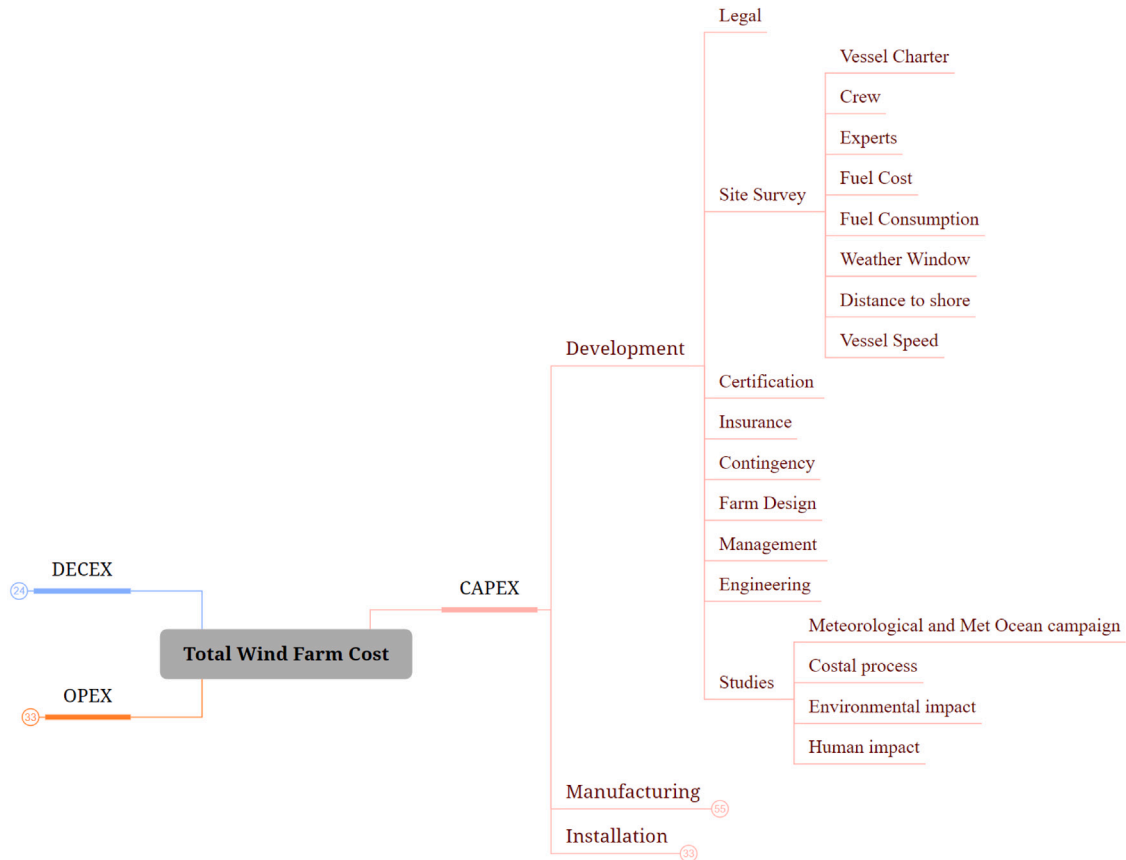 Legal
Vessel Charter
Crew
Experts
Fuel Cost
Site Survey
Fuel Consumption
Weather Window
Distance to shore
Vessel Speed
Development
Certification
Insurance
Contingency
Farm Design
Management
Engineering
DECEX
24
CAPEX
Meteorological and Met Ocean campaign
Total Wind Farm Cost
Costal process
Studies
OPEX
33
Environmental impact
Human impact
Manufacturing
55
Installation
33